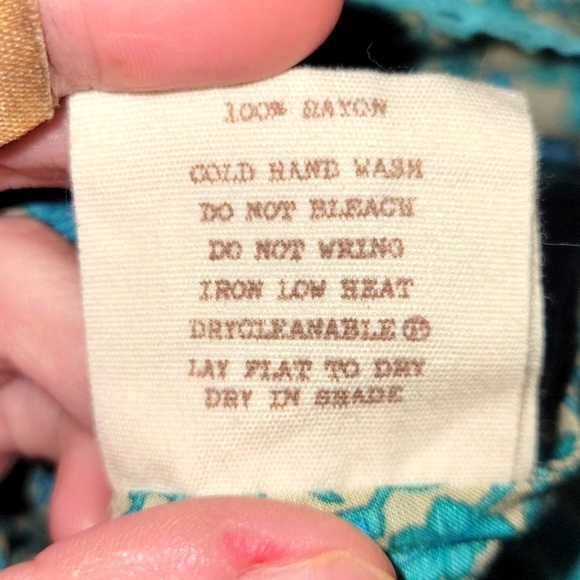 100% RAYON
COLD HAND WASH
DO NOT BLEACH
DO NOT WRING
IRON LOW HEAT
DRYCLEANABLE Ⓟ
LAY FLAT TO DRY
DRY IN SHADE